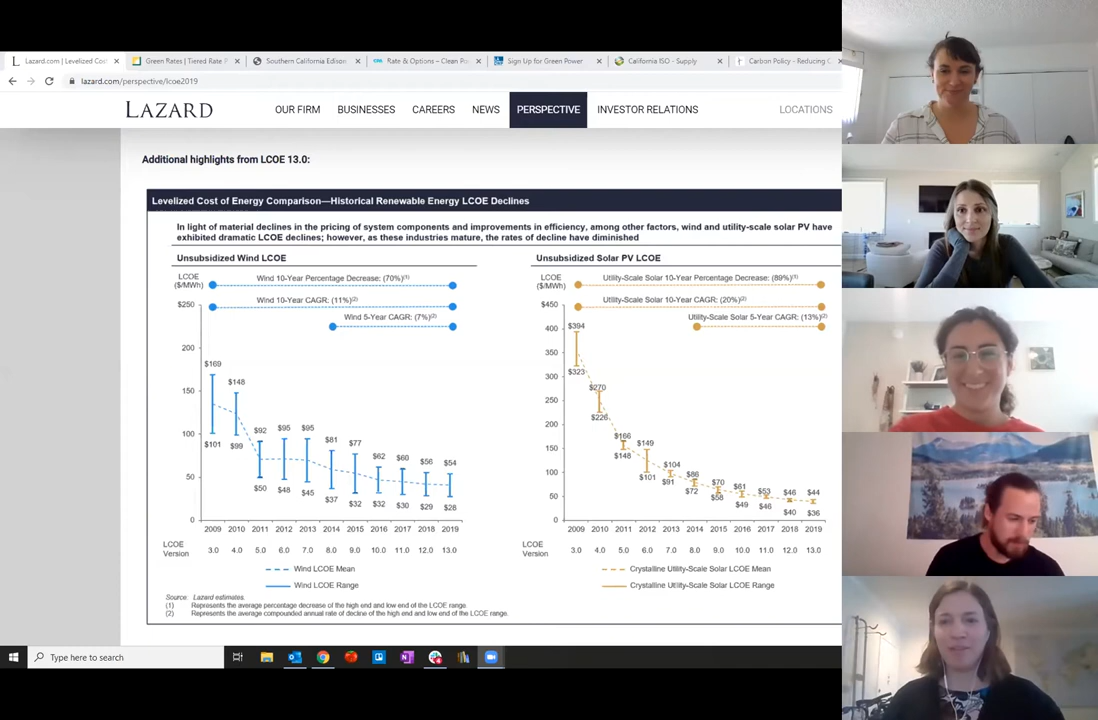 Lazard.com | Levelized Cost
Green Rates | Tiered Rate P
Southern California Edison
Rate & Options – Clean Po
Sign Up for Green Power
California ISO - Supply
Carbon Policy - Reducing C
lazard.com/perspective/lcoe2019
LAZARD OUR FIRM BUSINESSES CAREERS NEWS PERSPECTIVE INVESTOR RELATIONS LOCATIONS
Additional highlights from LCOE 13.0:
Levelized Cost of Energy Comparison—Historical Renewable Energy LCOE Declines
In light of material declines in the pricing of system components and improvements in efficiency, among other factors, wind and utility-scale solar PV have
exhibited dramatic LCOE declines; however, as these industries mature, the rates of decline have diminished
Unsubsidized Wind LCOE
LCOE
($/MWh)
Wind 10-Year Percentage Decrease: (70%)(1)
Wind 10-Year CAGR: (11%)(2)
Wind 5-Year CAGR: (7%)(2)
$250
200
150
100
50
0
$169 $148 $92 $95 $95 $81 $77 $62 $60 $56 $54
$101 $99 $50 $48 $45 $37 $32 $32 $30 $29 $28
2009 2010 2011 2012 2013 2014 2015 2016 2017 2018 2019
LCOE
Version
3.0 4.0 5.0 6.0 7.0 8.0 9.0 10.0 11.0 12.0 13.0
Wind LCOE Mean
Wind LCOE Range
Unsubsidized Solar PV LCOE
LCOE
($/MWh)
Utility-Scale Solar 10-Year Percentage Decrease: (89%)(1)
Utility-Scale Solar 10-Year CAGR: (20%)(2)
Utility-Scale Solar 5-Year CAGR: (13%)(2)
$450
400
350
300
250
200
150
100
50
0
$394 $270 $166 $149 $104 $86 $70 $61 $53 $46 $44
$323 $226 $148 $101 $91 $72 $58 $49 $46 $40 $36
2009 2010 2011 2012 2013 2014 2015 2016 2017 2018 2019
LCOE
Version
3.0 4.0 5.0 6.0 7.0 8.0 9.0 10.0 11.0 12.0 13.0
Crystalline Utility-Scale Solar LCOE Mean
Crystalline Utility-Scale Solar LCOE Range
Source: Lazard estimates.
(1) Represents the average percentage decrease of the high end and low end of the LCOE range.
(2) Represents the average compounded annual rate of decline of the high end and low end of the LCOE range.
Type here to search